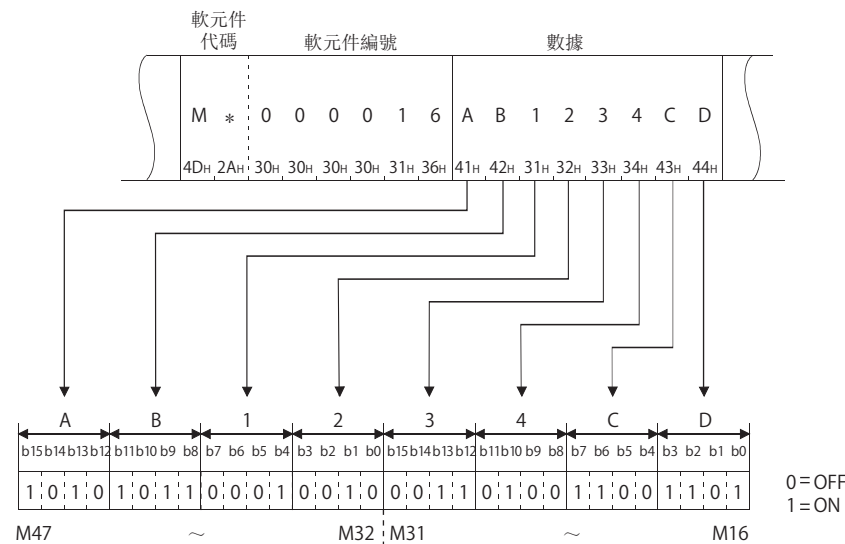 軟元件
代碼 軟元件編號 數據
M * 0 0 0 0 1 6 A B 1 2 3 4 C D
4DH 2AH 30H 30H 30H 30H 31H 36H 41H 42H 31H 32H 33H 34H 43H 44H
A B 1 2 3 4 C D
b15 b14 b13 b12 b11 b10 b9 b8 b7 b6 b5 b4 b3 b2 b1 b0 b15 b14 b13 b12 b11 b10 b9 b8 b7 b6 b5 b4 b3 b2 b1 b0
1 0 1 0 1 0 1 1 0 0 0 1 0 0 1 0 0 0 1 1 0 1 0 0 1 1 0 0 1 1 0 1
0 = OFF
1 = ON
M47 ~ M32 M31 ~ M16